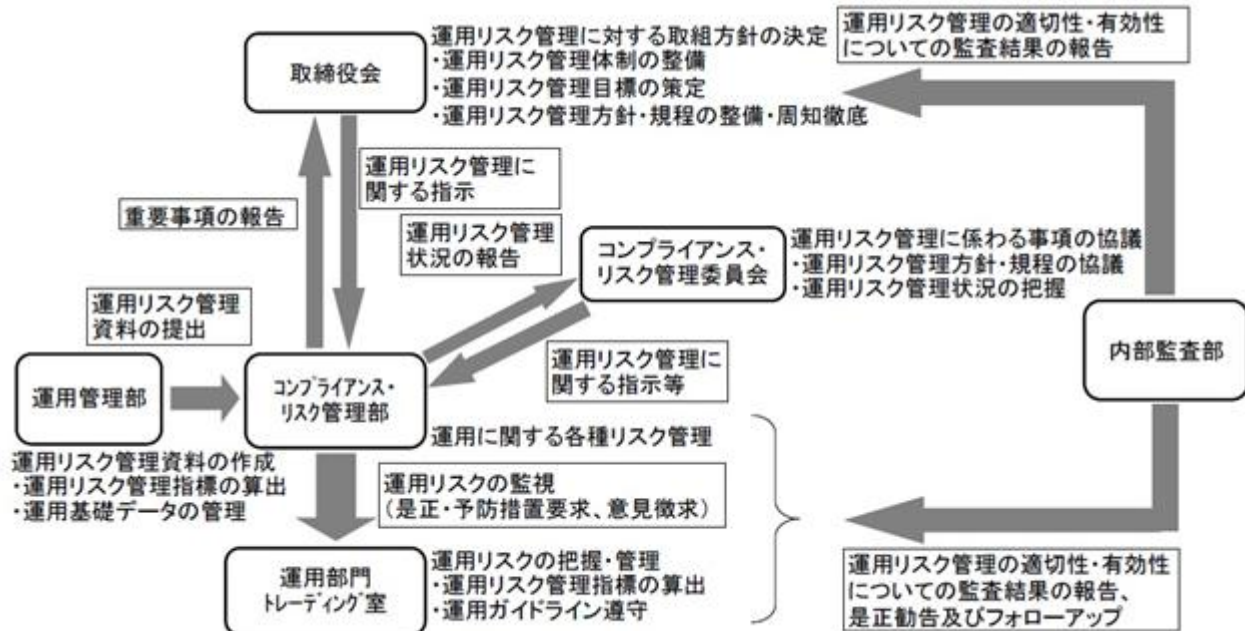 取締役会
運用リスク管理に対する取組方針の決定
・運用リスク管理体制の整備
・運用リスク管理目標の策定
・運用リスク管理方針・規程の整備・周知徹底
運用リスク管理の適切性・有効性
についての監査結果の報告
重要事項の報告
運用リスク管理に
関する指示
運用リスク管理
状況の報告
コンプライアンス・
リスク管理委員会
運用リスク管理に係わる事項の協議
・運用リスク管理方針・規程の協議
・運用リスク管理状況の把握
運用リスク管理
資料の提出
運用リスク管理に
関する指示等
内部監査部
運用管理部
コンプライアンス・
リスク管理部
運用に関する各種リスク管理
運用リスク管理資料の作成
・運用リスク管理指標の算出
・運用基礎データの管理
運用リスクの監視
（是正・予防措置要求、意見徴求）
運用部門
トレーディング室
運用リスクの把握・管理
・運用リスク管理指標の算出
・運用ガイドライン遵守
運用リスク管理の適切性・有効性
についての監査結果の報告、
是正勧告及びフォローアップ